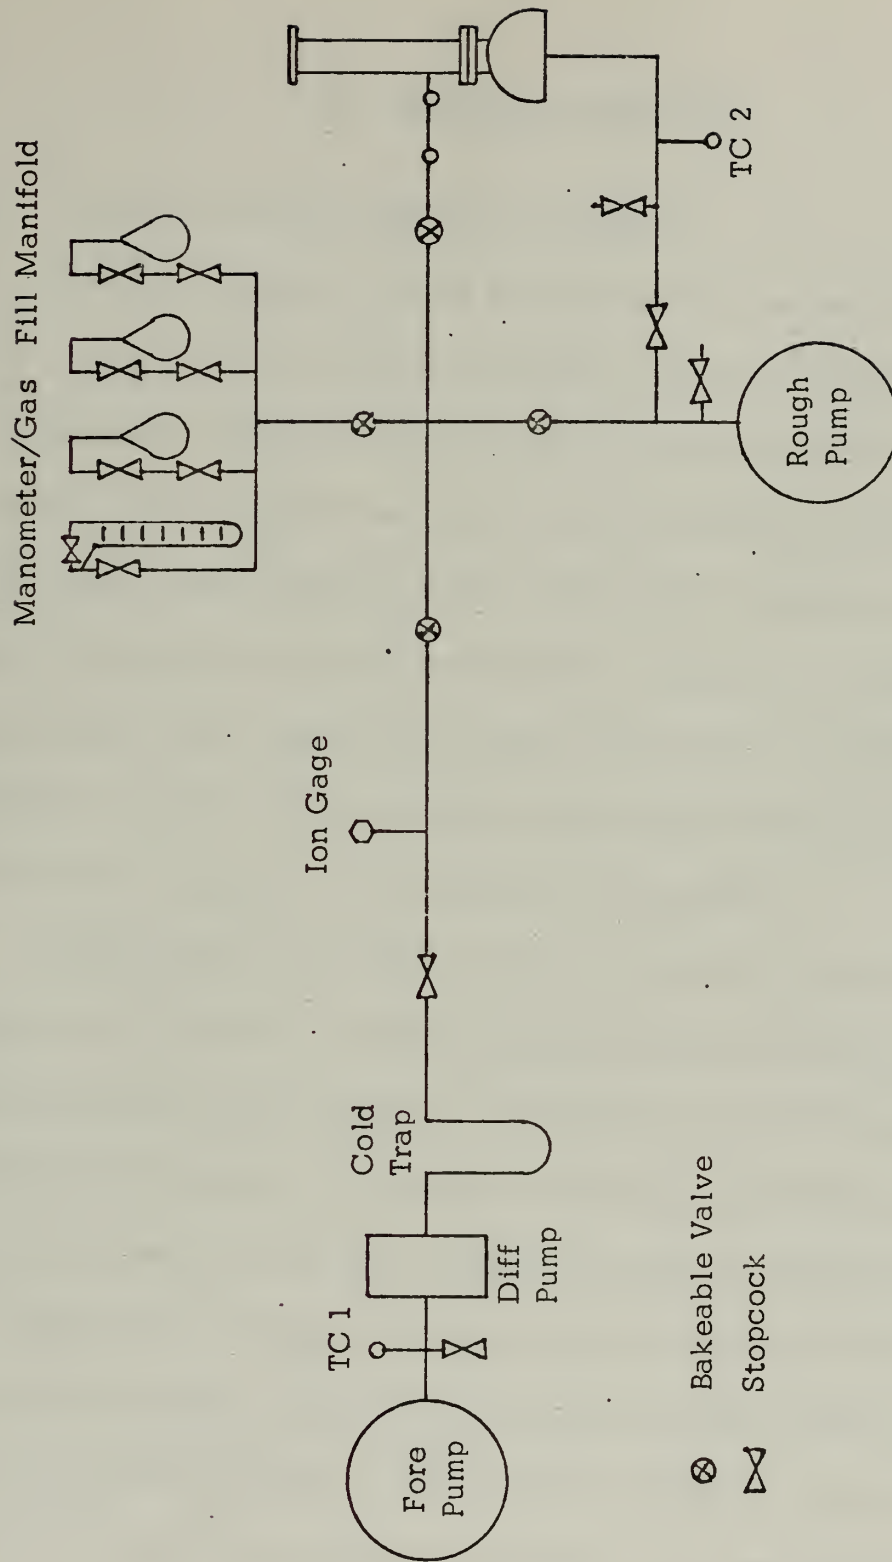 Manometer/Gas Fill Manifold
TC 2
Rough
Pump
Ion Gage
Cold
Trap
Diff
Pump
TC 1
Fore
Pump
Bakeable Valve
Stopcock